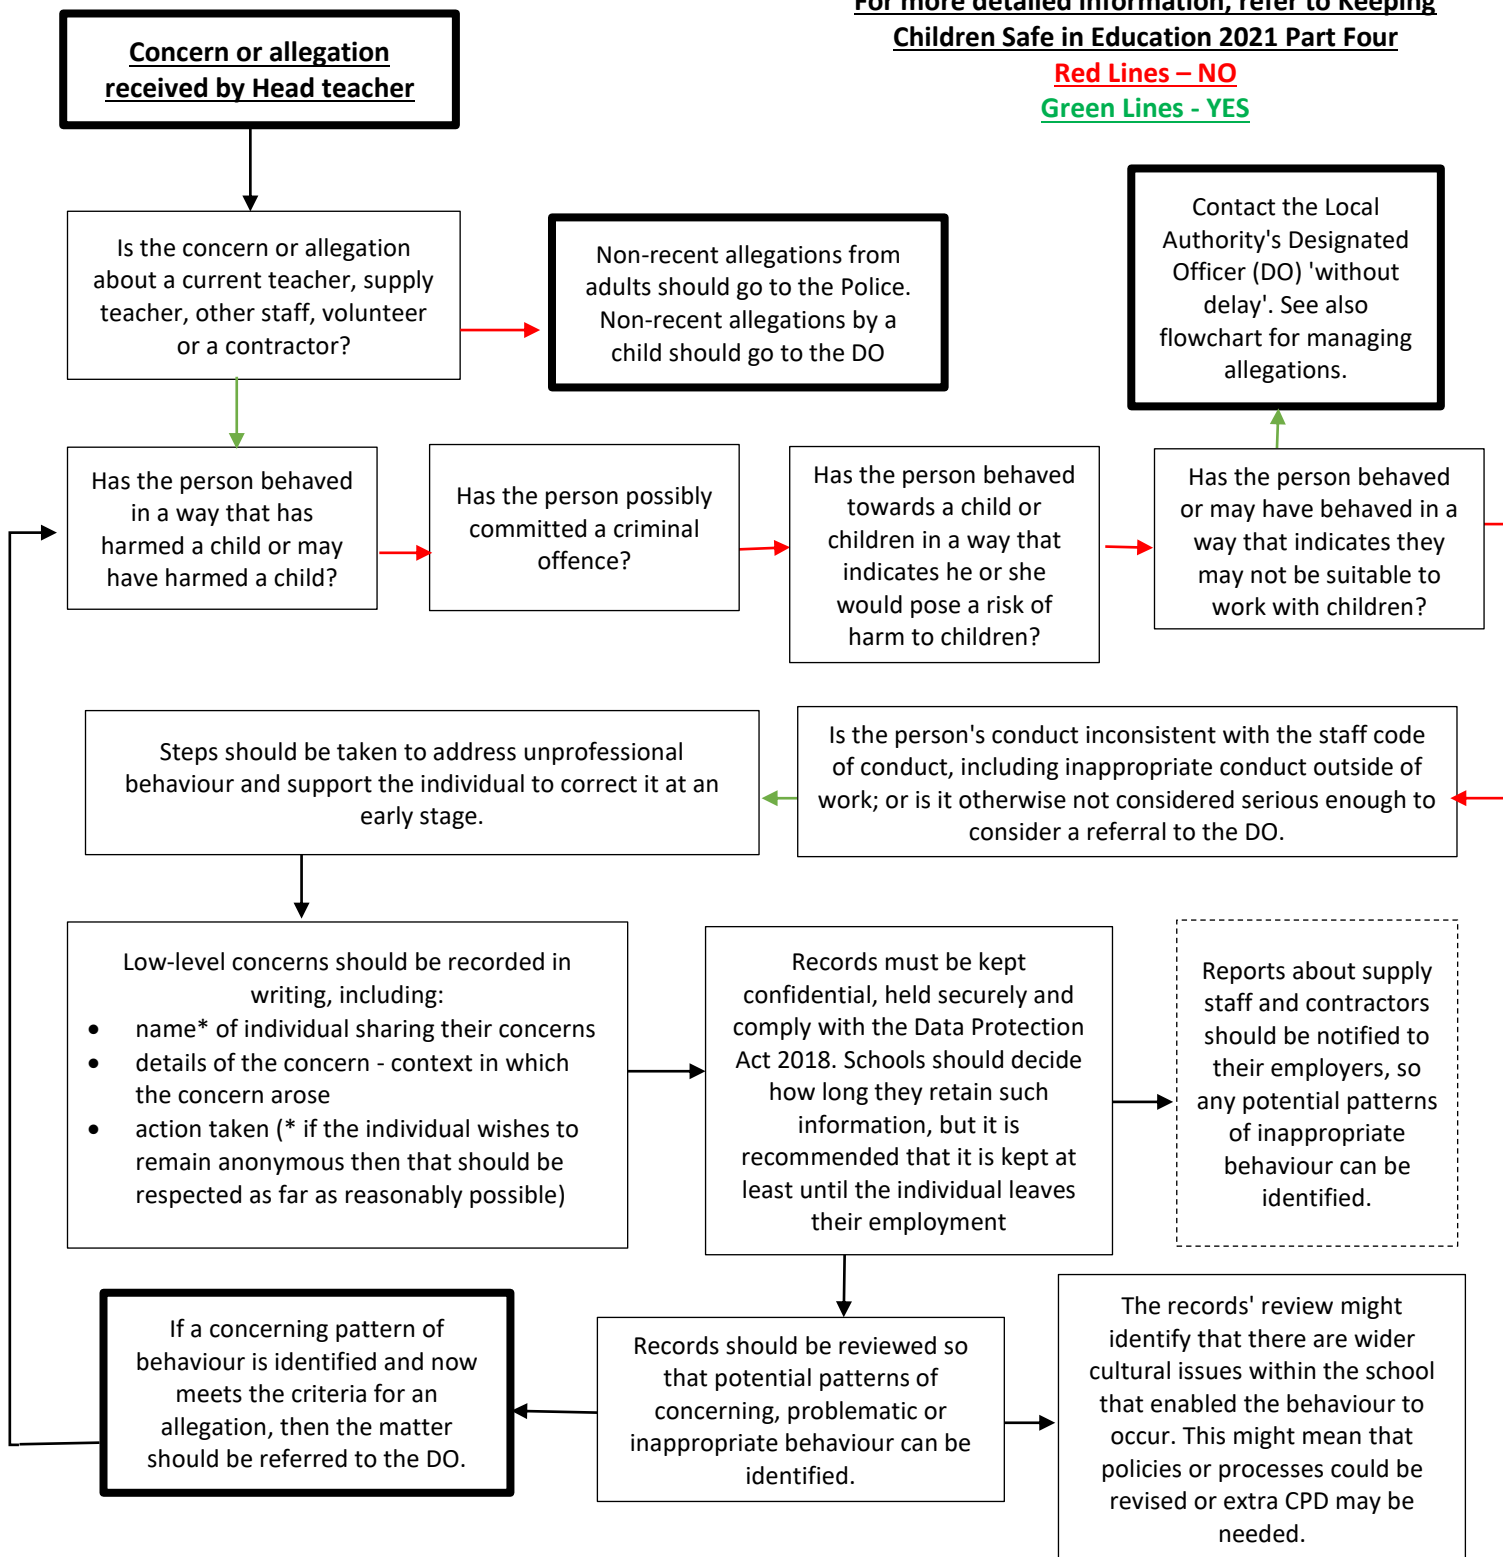 For more detailed information, refer to Keeping
Children Safe in Education 2021 Part Four
Red Lines – NO
Green Lines - YES
Concern or allegation
received by Head teacher
Is the concern or allegation
about a current teacher, supply
teacher, other staff, volunteer
or a contractor?
Non-recent allegations from
adults should go to the Police.
Non-recent allegations by a
child should go to the DO
Contact the Local
Authority's Designated
Officer (DO) 'without
delay'. See also
flowchart for managing
allegations.
Has the person behaved
in a way that has
harmed a child or may
have harmed a child?
Has the person possibly
committed a criminal
offence?
Has the person behaved
towards a child or
children in a way that
indicates he or she
would pose a risk of
harm to children?
Has the person behaved
or may have behaved in a
way that indicates they
may not be suitable to
work with children?
Steps should be taken to address unprofessional
behaviour and support the individual to correct it at an
early stage.
Is the person's conduct inconsistent with the staff code
of conduct, including inappropriate conduct outside of
work; or is it otherwise not considered serious enough to
consider a referral to the DO.
Low-level concerns should be recorded in
writing, including:
• name* of individual sharing their concerns
• details of the concern - context in which
the concern arose
• action taken (* if the individual wishes to
remain anonymous then that should be
respected as far as reasonably possible)
Records must be kept
confidential, held securely and
comply with the Data Protection
Act 2018. Schools should decide
how long they retain such
information, but it is
recommended that it is kept at
least until the individual leaves
their employment
Reports about supply
staff and contractors
should be notified to
their employers, so
any potential patterns
of inappropriate
behaviour can be
identified.
If a concerning pattern of
behaviour is identified and now
meets the criteria for an
allegation, then the matter
should be referred to the DO.
Records should be reviewed so
that potential patterns of
concerning, problematic or
inappropriate behaviour can be
identified.
The records' review might
identify that there are wider
cultural issues within the school
that enabled the behaviour to
occur. This might mean that
policies or processes could be
revised or extra CPD may be
needed.